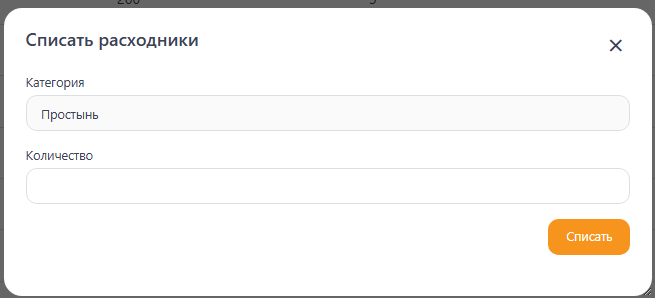 Списать расходники
Категория
Простынь
Количество
Списать